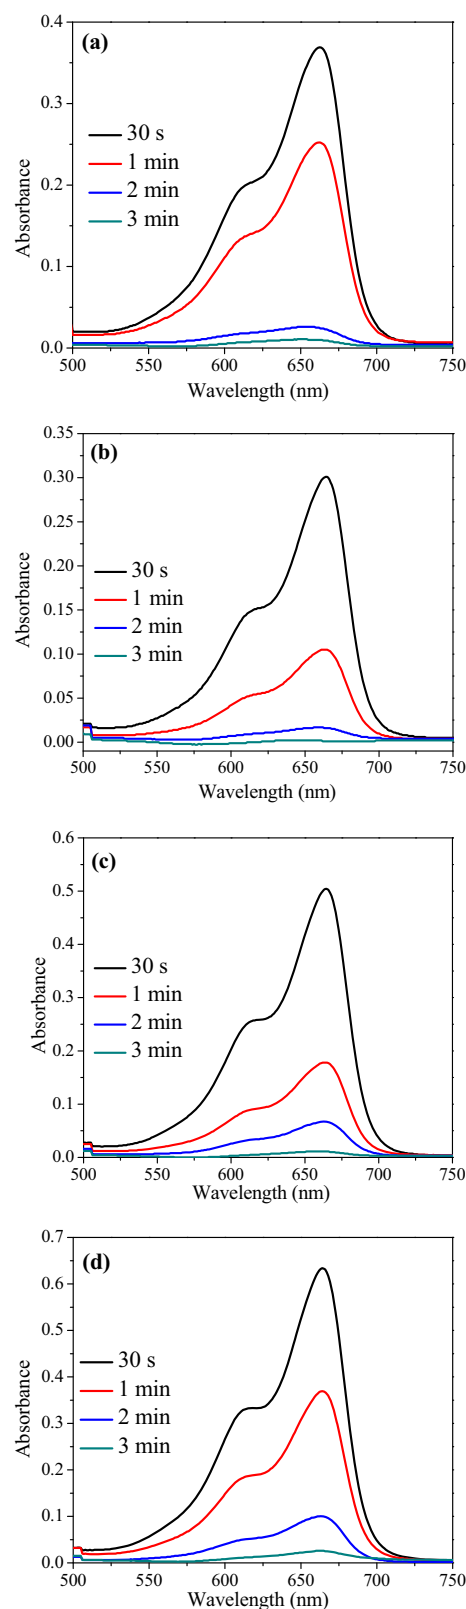 (a)
0.4
0.3
0.2
0.1
0.0
Absorbance
30 s
1 min
2 min
3 min
500 550 600 650 700 750
Wavelength (nm)
(b)
0.35
0.30
0.25
0.20
0.15
0.10
0.05
0.00
Absorbance
30 s
1 min
2 min
3 min
500 550 600 650 700 750
Wavelength (nm)
(c)
0.6
0.5
0.4
0.3
0.2
0.1
0.0
Absorbance
30 s
1 min
2 min
3 min
500 550 600 650 700 750
Wavelength (nm)
(d)
0.7
0.6
0.5
0.4
0.3
0.2
0.1
0.0
Absorbance
30 s
1 min
2 min
3 min
500 550 600 650 700 750
Wavelength (nm)